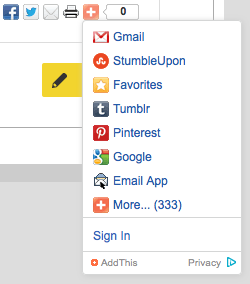 0
Gmail
StumbleUpon
Favorites
Tumblr
Pinterest
Google
Email App
More... (333)
Sign In
AddThis Privacy